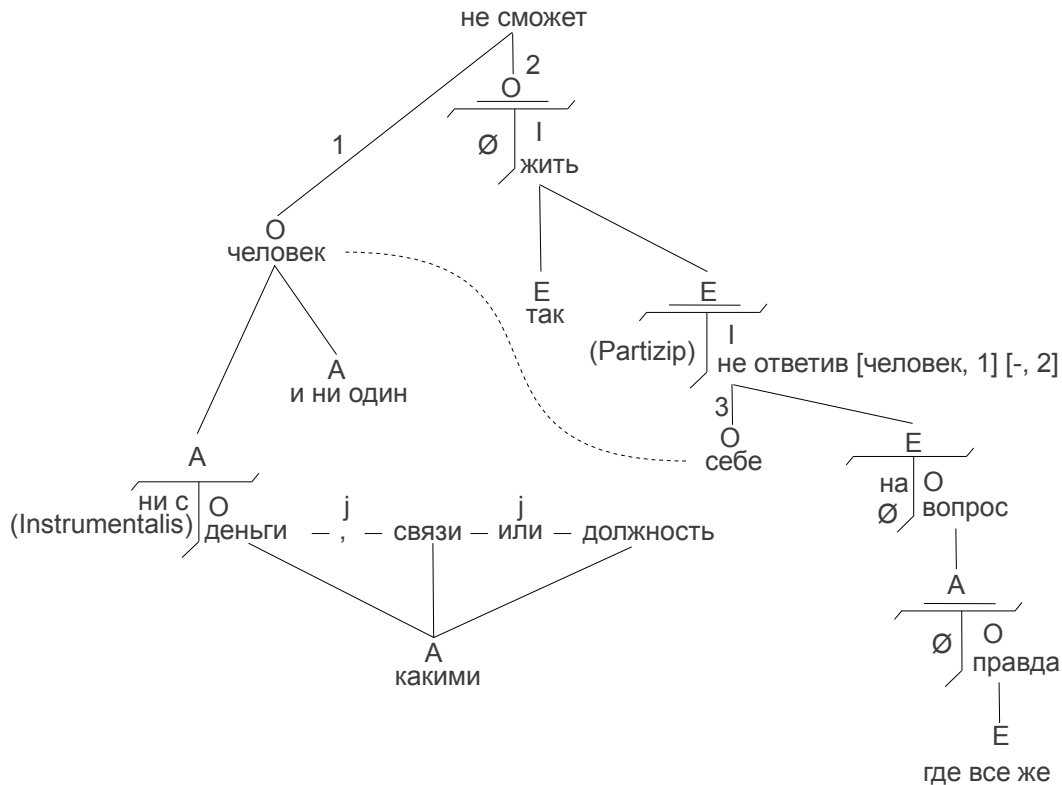 не сможет
2
O
1
Ø I
жить
O
человек
E
так
E
(Partizip) I
не ответив [человек, 1] [-, 2]
A
и ни один
3
O
себе
E
на O
Ø вопрос
A
ни с O
(Instrumentalis) деньги – , – связи – или – должность
j j
A
какими
A
Ø O
правда
E
где все же